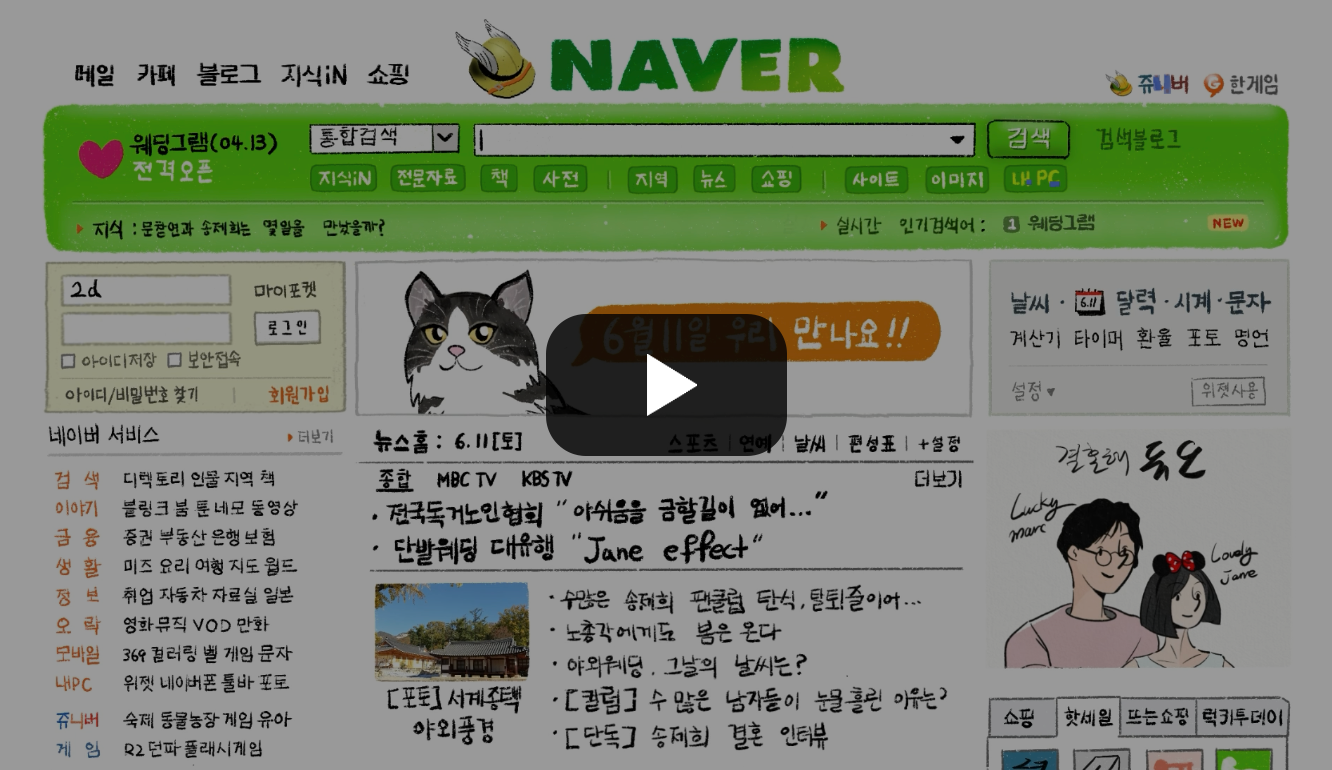 메일 카페 블로그 지식iN 쇼핑
NAVER
쥬니버 한게임
웨딩그램(04.13)
전격오픈
통합검색
검색 검색블로그
지식iN 전문자료 책 사전 | 지역 뉴스 쇼핑 | 사이트 이미지 내PC
지식 : 문찬연과 송제희는 몇일을 만났을까?
실시간 인기검색어 : 1 웨딩그램 NEW
2d
마이포켓
로그인
아이디저장 보안접속
아이디/비밀번호 찾기 | 회원가입
6월 11일 우리 만나요!!
날씨 · 6.11 달력 · 시계 · 문자
계산기 타이머 환율 포토 명언
설정 위젯사용
네이버 서비스 더보기
검색 디렉토리 인물 지역 책
이야기 블링크 붐 툰 네모 동영상
금융 증권 부동산 은행 보험
생활 미즈 요리 여행 지도 월드
정보 취업 자동차 자료실 일본
오락 영화 뮤직 VOD 만화
모바일 369 컬러링 벨 게임 문자
내PC 위젯 네이버폰 툴바 포토
쥬니버 숙제 동물농장 게임 유아
게임 R2 던파 플래시게임
뉴스홈 : 6.11[토]
스포츠 | 연예 | 날씨 | 편성표 | +설정
종합 MBC TV KBS TV 더보기
· 전국독거노인협회 “아쉬움을 금할길이 없어...”
· 단발웨딩 대유행 “Jane effect“
[포토] 서계종택
야외풍경
· 수많은 송제희 팬클럽 단식, 탈퇴 줄이어...
· 노총각에게도 봄은 온다
· 야외웨딩, 그날의 날씨는?
· [컬럼] 수 많은 남자들이 눈물흘린 이유는?
· [단독] 송제희 결혼 인터뷰
결혼해 듀오
Lucky
marc
Lovely
Jane
쇼핑 핫세일 뜨는쇼핑 럭키투데이